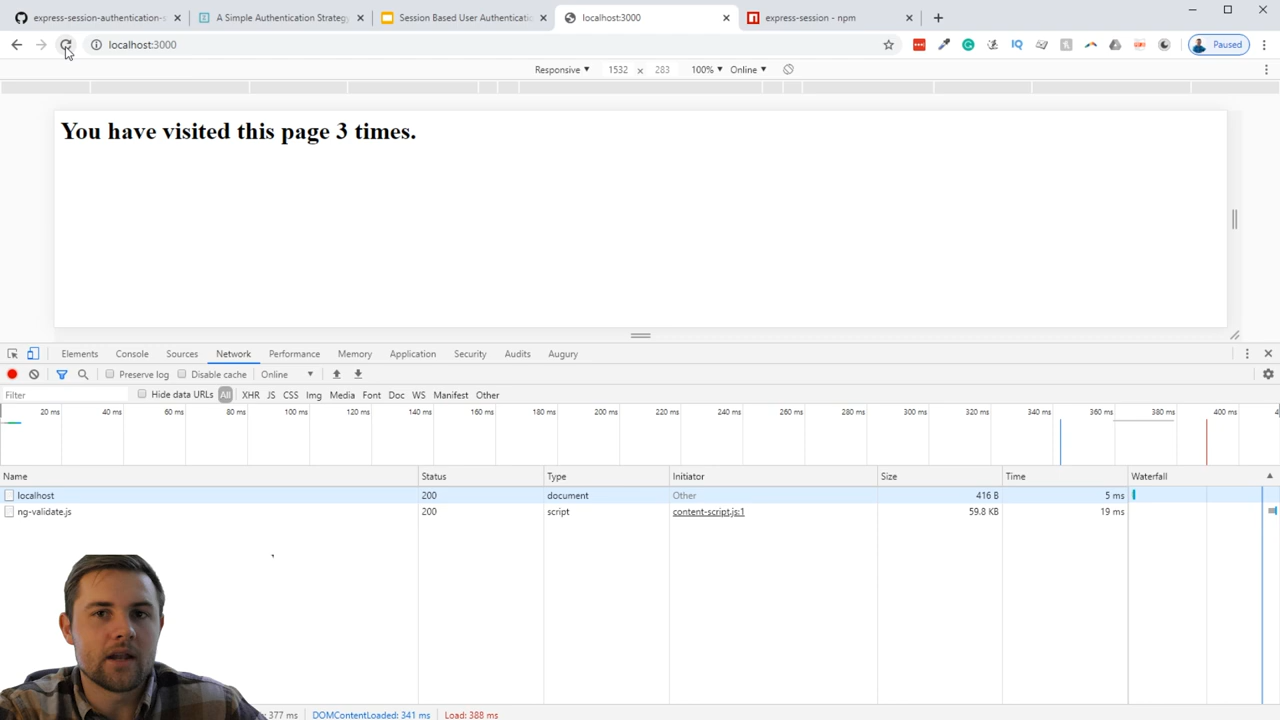 express-session-authentication-s
A Simple Authentication Strategy
Session Based User Authenticatio
localhost:3000
express-session - npm
localhost:3000
IQ
Paused
Responsive
1532 × 283
100%
Online
You have visited this page 3 times.
Elements
Console
Sources
Network
Performance
Memory
Application
Security
Audits
Augury
Preserve log
Disable cache
Online
Filter
Hide data URLs
All
XHR
JS
CSS
Img
Media
Font
Doc
WS
Manifest
Other
20 ms
40 ms
60 ms
80 ms
100 ms
120 ms
140 ms
160 ms
180 ms
200 ms
220 ms
240 ms
260 ms
280 ms
300 ms
320 ms
340 ms
360 ms
380 ms
400 ms
Name
Status
Type
Initiator
Size
Time
Waterfall
localhost
200
document
Other
416 B
5 ms
ng-validate.js
200
script
content-script.js:1
59.8 KB
19 ms
377 ms
DOMContentLoaded: 341 ms
Load: 388 ms